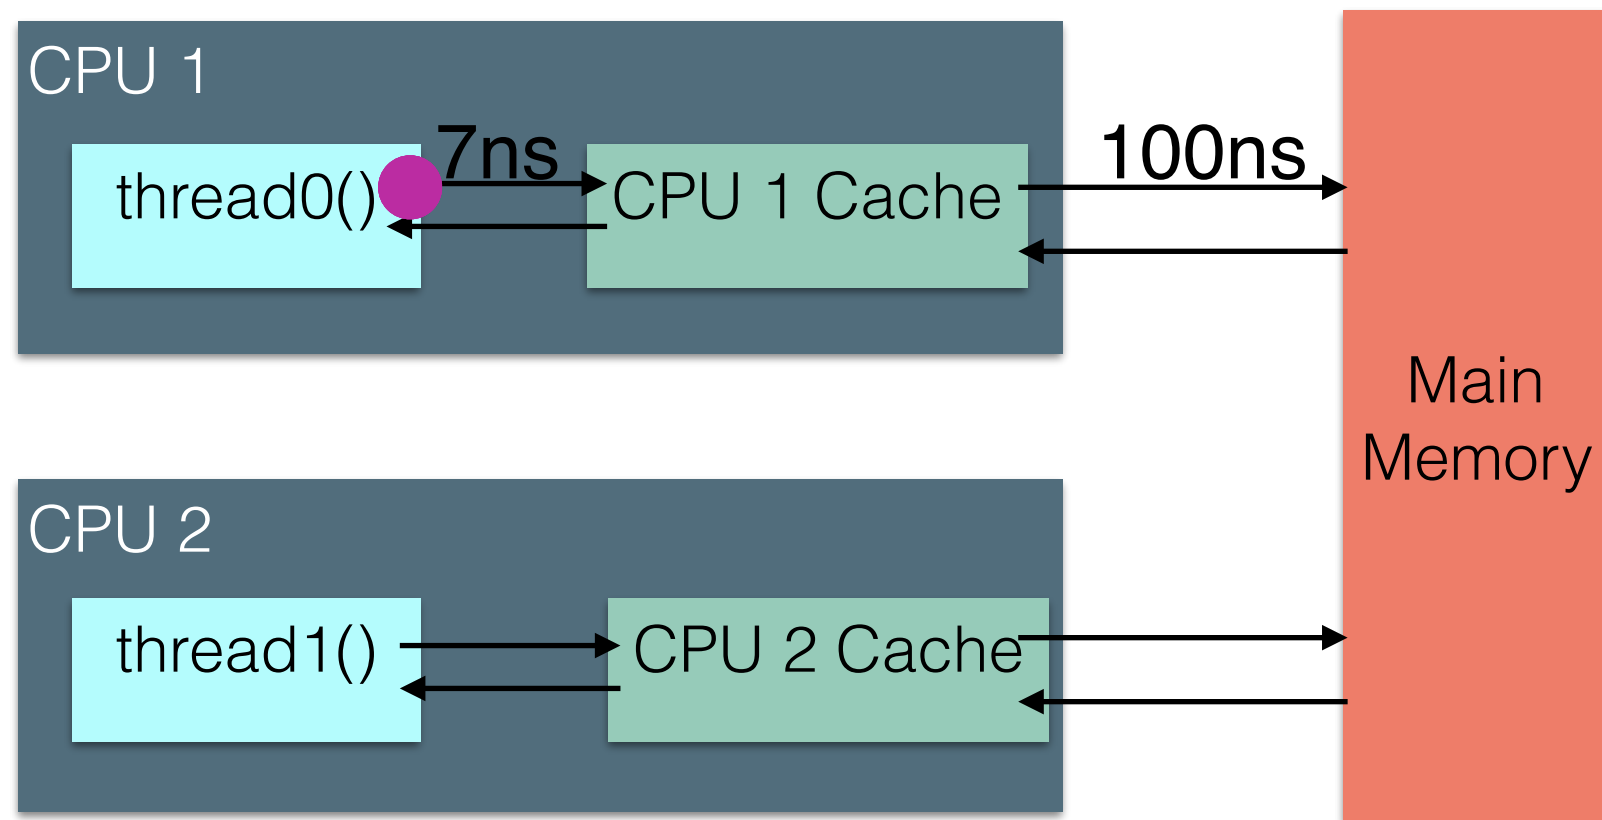 CPU 1
7ns
100ns
thread0()
CPU 1 Cache
Main
Memory
CPU 2
thread1()
CPU 2 Cache